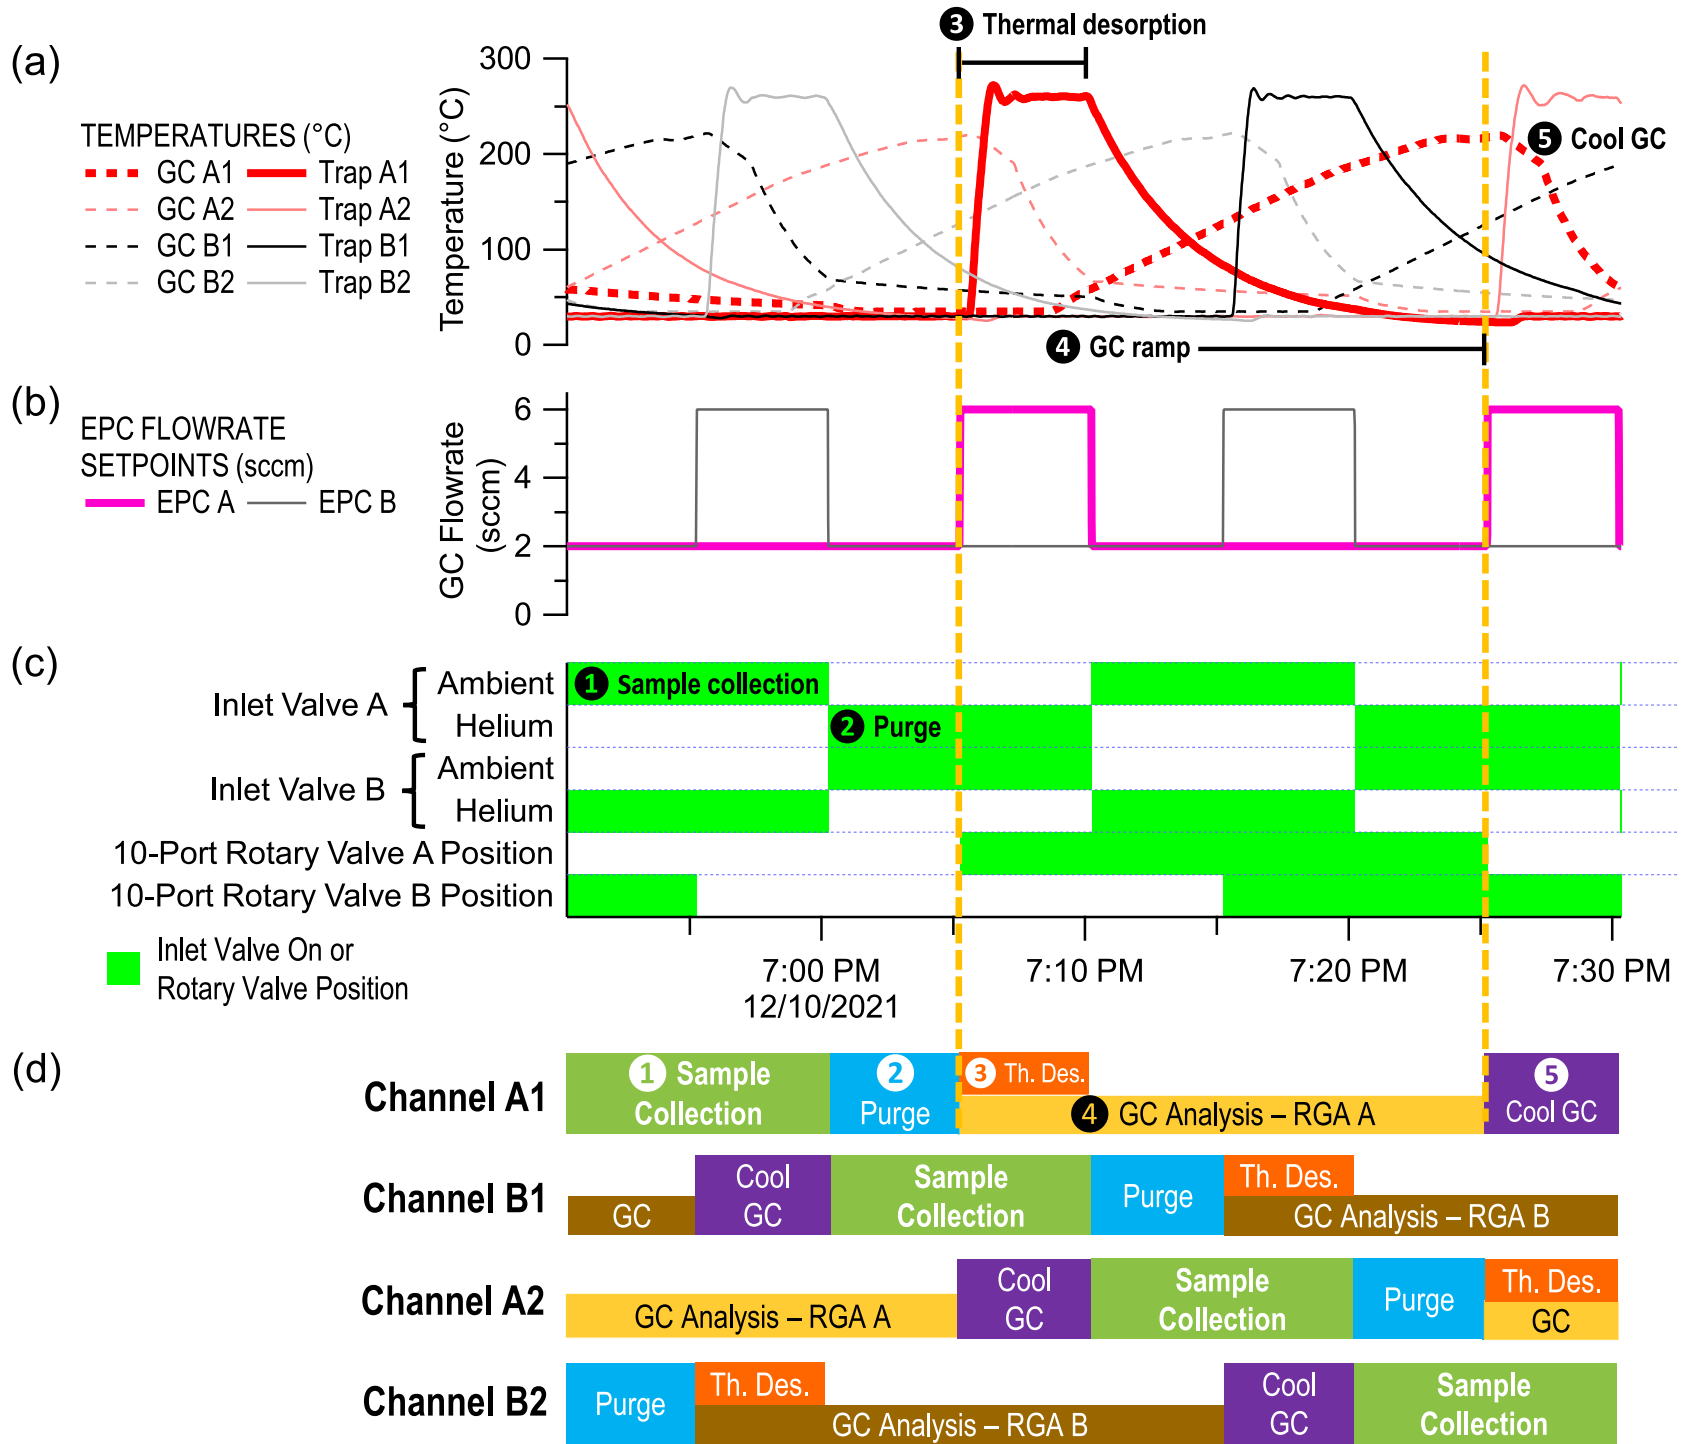 (a)
❸ Thermal desorption
300
200
100
0
Temperature (°C)
TEMPERATURES (°C)
GC A1 Trap A1
GC A2 Trap A2
GC B1 Trap B1
GC B2 Trap B2
❺ Cool GC
❹ GC ramp
(b)
EPC FLOWRATE
SETPOINTS (sccm)
EPC A EPC B
6
4
2
0
GC Flowrate
(sccm)
(c)
Inlet Valve A
Ambient
Helium
Inlet Valve B
Ambient
Helium
10-Port Rotary Valve A Position
10-Port Rotary Valve B Position
❶ Sample collection
❷ Purge
Inlet Valve On or
Rotary Valve Position
7:00 PM 7:10 PM 7:20 PM 7:30 PM
12/10/2021
(d)
Channel A1
① Sample
Collection
②
Purge
③ Th. Des.
❹ GC Analysis – RGA A
⑤
Cool GC
Channel B1
GC
Cool
GC
Sample
Collection
Purge
Th. Des.
GC Analysis – RGA B
Channel A2
GC Analysis – RGA A
Cool
GC
Sample
Collection
Purge
Th. Des.
GC
Channel B2
Purge
Th. Des.
GC Analysis – RGA B
Cool
GC
Sample
Collection